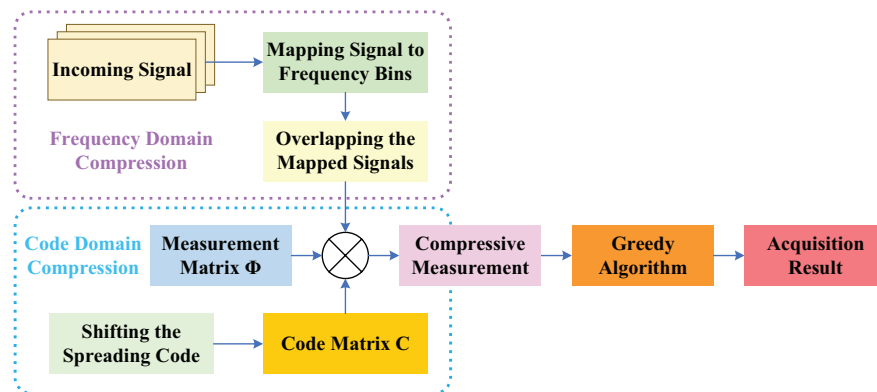 Incoming Signal
Mapping Signal to
Frequency Bins
Frequency Domain
Compression
Overlapping the
Mapped Signals
Code Domain
Compression
Measurement
Matrix Φ
Compressive
Measurement
Greedy
Algorithm
Acquisition
Result
Shifting the
Spreading Code
Code Matrix C